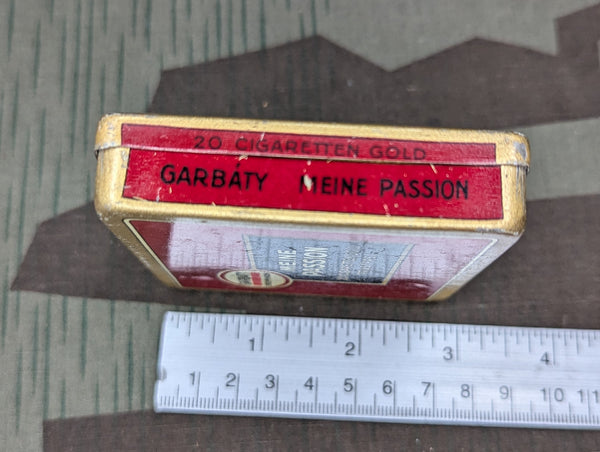 20 CIGARETTEN GOLD
GARBÁTY MEINE PASSION
MEINE
PASSION
1 2 3 4
1 2 3 4 5 6 7 8 9 10 11